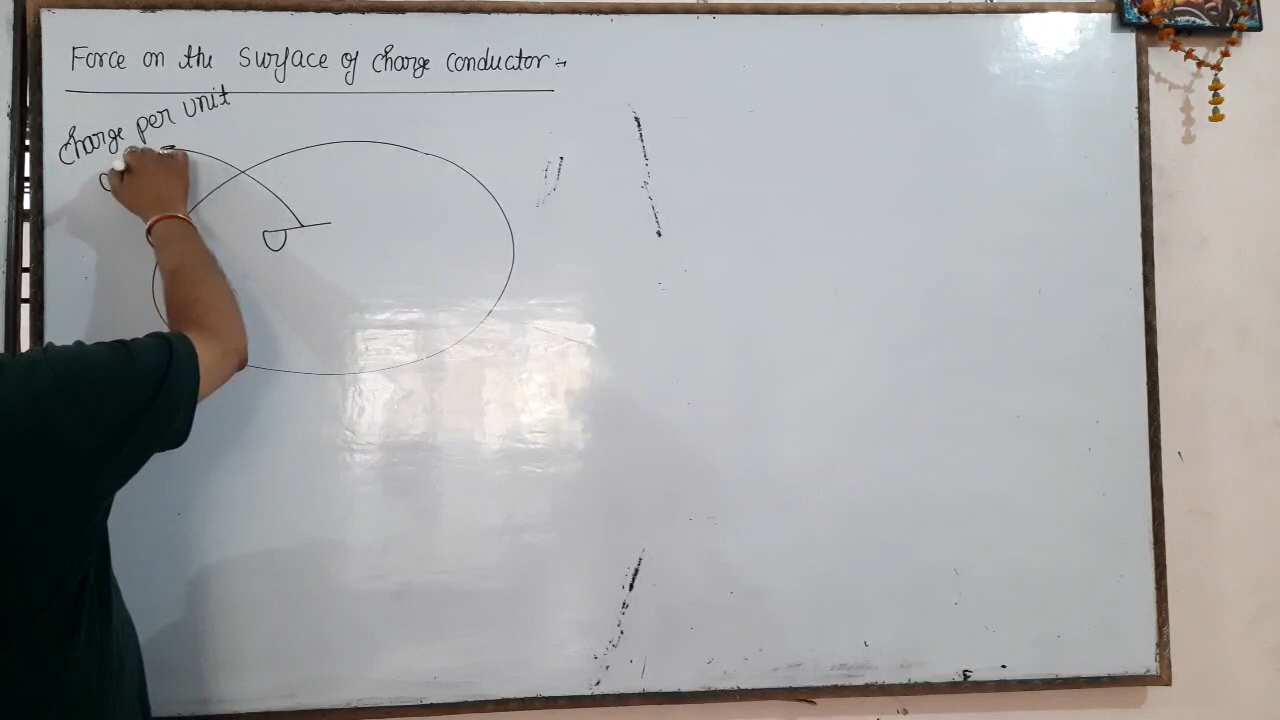 Force on the Surface of charge conductor :-
charge per unit
σ